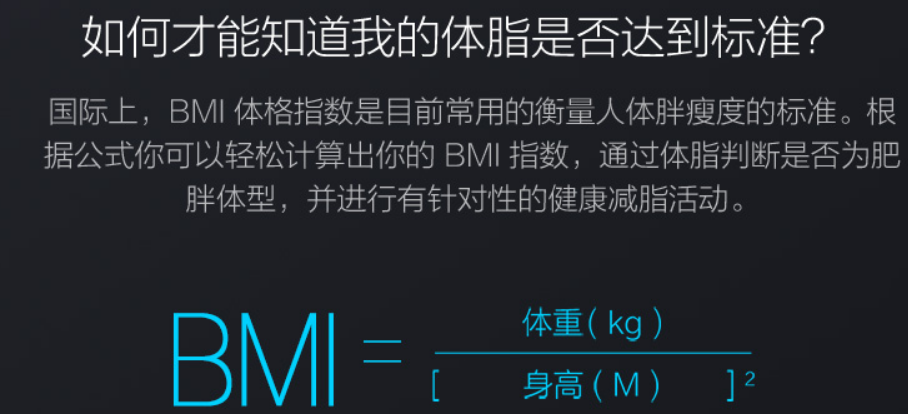 如何才能知道我的体脂是否达到标准?
国际上，BMI 体格指数是目前常用的衡量人体胖瘦度的标准。根
据公式你可以轻松计算出你的 BMI 指数，通过体脂判断是否为肥
胖体型，并进行有针对性的健康减脂活动。
体重( kg )
BMI =
[ 身高 ( M ) ]²